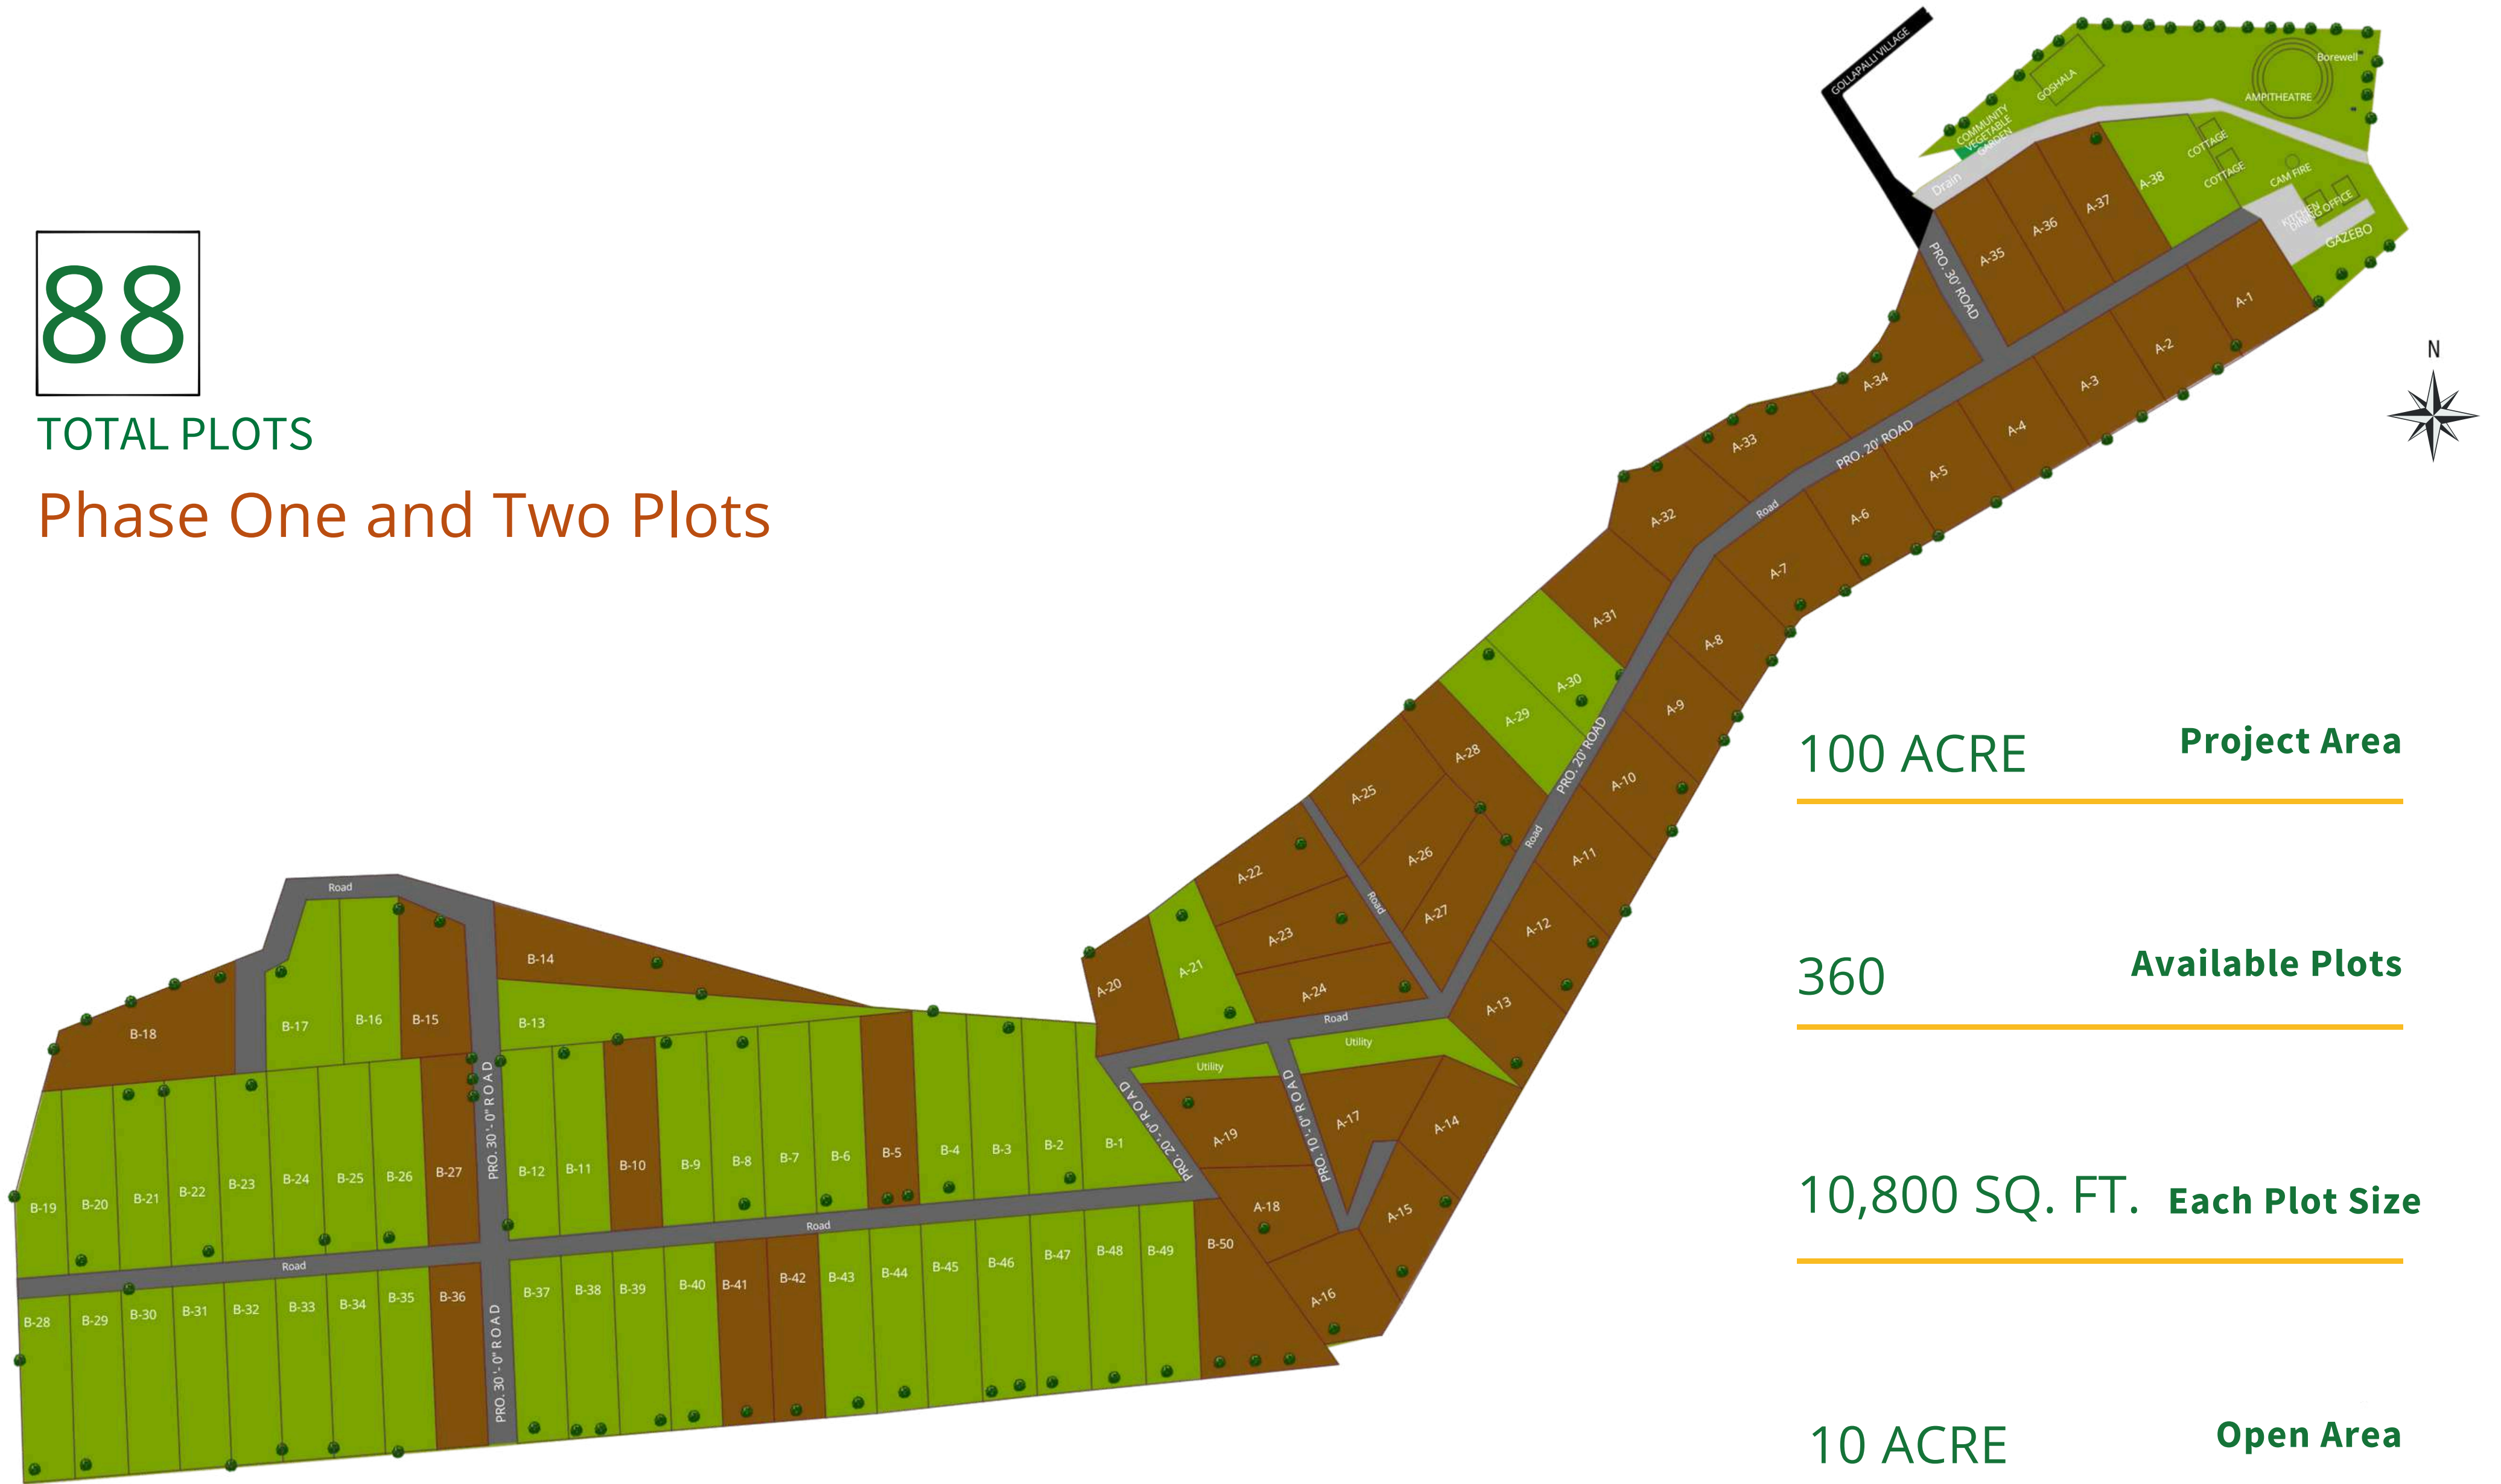 88
TOTAL PLOTS
Phase One and Two Plots
GOLLAPALLI VILLAGE
GOSHALA
Borewell
AMPITHEATRE
COMMUNITY
VEGETABLE
GARDEN
Drain
COTTAGE
COTTAGE
CAM FIRE
KITCHEN
DINING OFFICE
GAZEBO
A-38
A-37
A-36
A-35
PRO. 30' ROAD
A-1
A-2
A-3
A-4
A-5
A-6
A-7
A-34
A-33
A-32
PRO. 20' ROAD
Road
N
A-31
A-30
A-29
A-28
A-8
A-9
A-10
A-11
A-12
A-13
PRO. 20' ROAD
Road
A-25
A-26
A-27
Road
A-22
A-23
A-24
A-20
A-21
Road
Utility
Utility
PRO. 20'- 0" ROAD
PRO. 10'- 0" ROAD
A-19
A-17
A-14
A-18
A-15
A-16
100 ACRE Project Area
360 Available Plots
10,800 SQ. FT. Each Plot Size
10 ACRE Open Area
Road
B-14
B-13
B-18
B-17
B-16
B-15
PRO. 30'- 0" ROAD
B-19
B-20
B-21
B-22
B-23
B-24
B-25
B-26
B-27
B-12
B-11
B-10
B-9
B-8
B-7
B-6
B-5
B-4
B-3
B-2
B-1
Road
Road
B-28
B-29
B-30
B-31
B-32
B-33
B-34
B-35
B-36
PRO. 30'- 0" ROAD
B-37
B-38
B-39
B-40
B-41
B-42
B-43
B-44
B-45
B-46
B-47
B-48
B-49
B-50